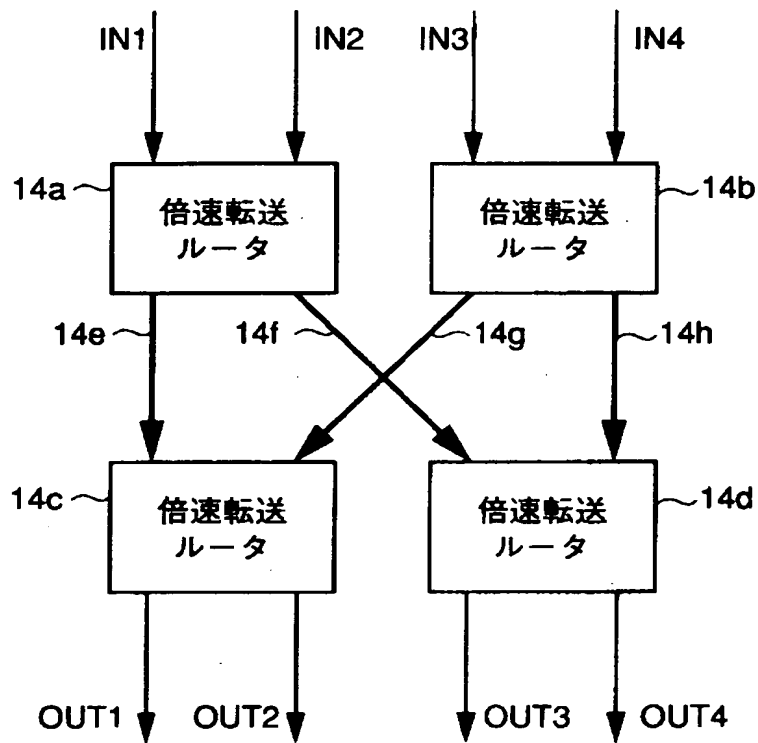 IN1 IN2 IN3 IN4
14a 倍速転送 倍速転送 14b
ルータ ルータ
14e 14f 14g 14h
14c 倍速転送 倍速転送 14d
ルータ ルータ
OUT1 OUT2 OUT3 OUT4